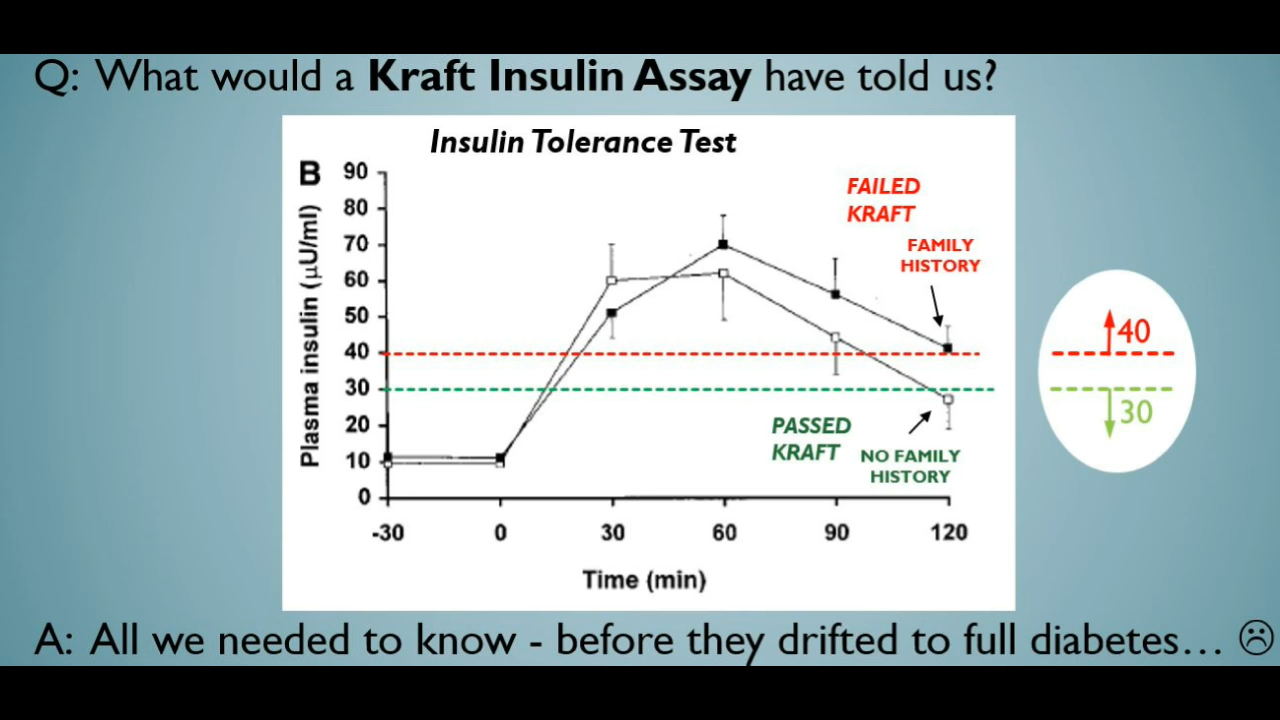 Q: What would a Kraft Insulin Assay have told us?
Insulin Tolerance Test
B
Plasma insulin (µU/ml)
90
80
70
60
50
40
30
20
10
0
-30 0 30 60 90 120
Time (min)
FAILED
KRAFT
FAMILY
HISTORY
PASSED
KRAFT
NO FAMILY
HISTORY
40
30
A: All we needed to know - before they drifted to full diabetes... ☹